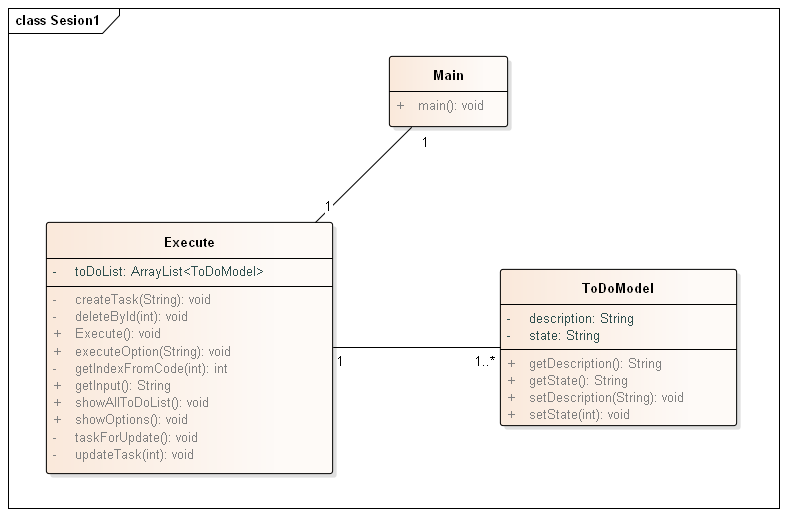 class Sesion1
Main
+ main(): void
1
1
Execute
- toDoList: ArrayList<ToDoModel>
- createTask(String): void
- deleteById(int): void
+ Execute(): void
+ executeOption(String): void
- getIndexFromCode(int): int
+ getInput(): String
+ showAllToDoList(): void
+ showOptions(): void
- taskForUpdate(): void
- updateTask(int): void
1
1..*
ToDoModel
- description: String
- state: String
+ getDescription(): String
+ getState(): String
+ setDescription(String): void
+ setState(int): void